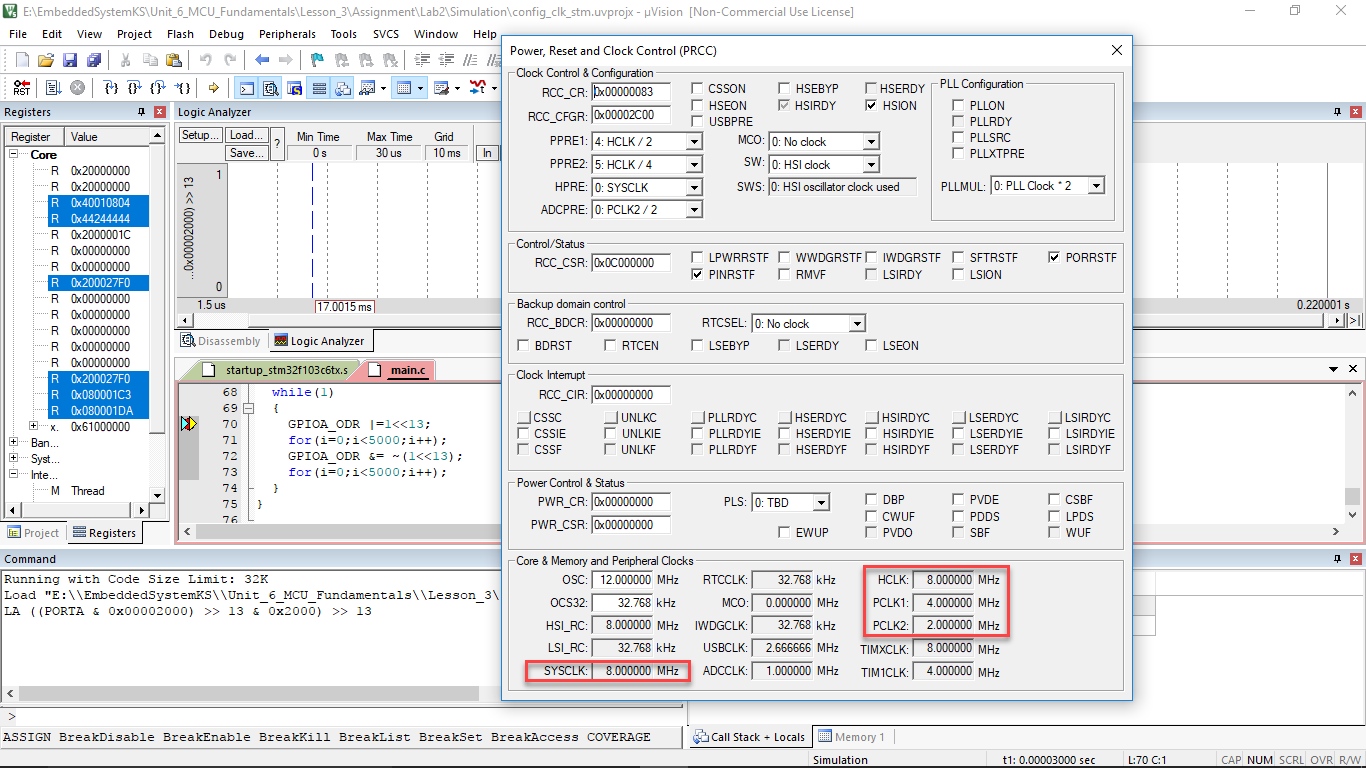 E:\EmbeddedSystemKS\Unit_6_MCU_Fundamentals\Lesson_3\Assignment\Lab2\Simulation\config_clk_stm.uvprojx - µVision [Non-Commercial Use License]
File Edit View Project Flash Debug Peripherals Tools SVCS Window Help
RST
Registers
Register Value
Core
R 0x20000000
R 0x20000000
R 0x40010804
R 0x44244444
R 0x2000001C
R 0x00000000
R 0x00000000
R 0x200027F0
R 0x00000000
R 0x00000000
R 0x00000000
R 0x00000000
R 0x00000000
R 0x200027F0
R 0x080001C3
R 0x080001DA
x. 0x61000000
Ban...
Syst...
Inte...
M Thread
Project Registers
Logic Analyzer
Setup... Load... ? Min Time Max Time Grid
Save... 0 s 30 us 10 ms In
...0x00002000) >> 13
1
0
1.5 us 17.0015 ms 0.220001 s
Disassembly Logic Analyzer
startup_stm32f103c6tx.s main.c
68 while(1)
69 {
70 GPIOA_ODR |=1<<13;
71 for(i=0;i<5000;i++);
72 GPIOA_ODR &= ~(1<<13);
73 for(i=0;i<5000;i++);
74 }
75 }
76
Power, Reset and Clock Control (PRCC)
Clock Control & Configuration
RCC_CR: 0x00000083 CSSON HSEBYP HSERDY
HSEON HSIRDY HSION
RCC_CFGR: 0x00002C00 USBPRE
PPRE1: 4: HCLK / 2 MCO: 0: No clock
PPRE2: 5: HCLK / 4 SW: 0: HSI clock
HPRE: 0: SYSCLK SWS: 0: HSI oscillator clock used
ADCPRE: 0: PCLK2 / 2
PLL Configuration
PLLON
PLLRDY
PLLSRC
PLLXTPRE
PLLMUL: 0: PLL Clock * 2
Control/Status
RCC_CSR: 0x0C000000 LPWRRSTF WWDGRSTF IWDGRSTF SFTRSTF PORRSTF
PINRSTF RMVF LSIRDY LSION
Backup domain control
RCC_BDCR: 0x00000000 RTCSEL: 0: No clock
BDRST RTCEN LSEBYP LSERDY LSEON
Clock Interrupt
RCC_CIR: 0x00000000
CSSC UNLKC PLLRDYC HSERDYC HSIRDYC LSERDYC LSIRDYC
CSSIE UNLKIE PLLRDYIE HSERDYIE HSIRDYIE LSERDYIE LSIRDYIE
CSSF UNLKF PLLRDYF HSERDYF HSIRDYF LSERDYF LSIRDYF
Power Control & Status
PWR_CR: 0x00000000 PLS: 0: TBD DBP PVDE CSBF
CWUF PDDS LPDS
PWR_CSR: 0x00000000 EWUP PVDO SBF WUF
Core & Memory and Peripheral Clocks
OSC: 12.000000 MHz RTCCLK: 32.768 kHz HCLK: 8.000000 MHz
OCS32: 32.768 kHz MCO: 0.000000 MHz PCLK1: 4.000000 MHz
HSI_RC: 8.000000 MHz IWDGCLK: 32.768 kHz PCLK2: 2.000000 MHz
LSI_RC: 32.768 kHz USBCLK: 2.666666 MHz TIMXCLK: 8.000000 MHz
SYSCLK: 8.000000 MHz ADCCLK: 1.000000 MHz TIM1CLK: 4.000000 MHz
Command
Running with Code Size Limit: 32K
Load "E:\\EmbeddedSystemKS\\Unit_6_MCU_Fundamentals\\Lesson_3\
LA ((PORTA & 0x00002000) >> 13 & 0x2000) >> 13
>
ASSIGN BreakDisable BreakEnable BreakKill BreakList BreakSet BreakAccess COVERAGE
Call Stack + Locals Memory 1
Simulation t1: 0.00003000 sec L:70 C:1 CAP NUM SCRL OVR R/W